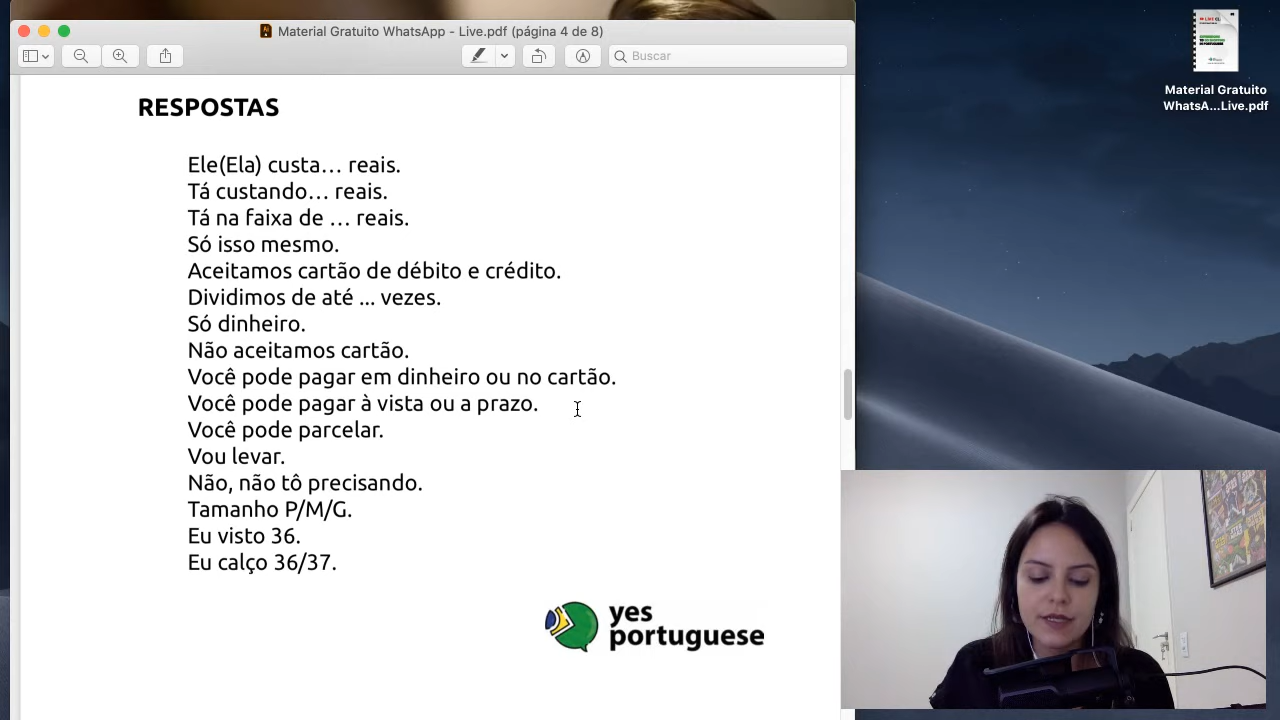 Material Gratuito WhatsApp - Live.pdf (página 4 de 8)
Buscar
RESPOSTAS
Ele(Ela) custa... reais.
Tá custando... reais.
Tá na faixa de ... reais.
Só isso mesmo.
Aceitamos cartão de débito e crédito.
Dividimos de até ... vezes.
Só dinheiro.
Não aceitamos cartão.
Você pode pagar em dinheiro ou no cartão.
Você pode pagar à vista ou a prazo.
Você pode parcelar.
Vou levar.
Não, não tô precisando.
Tamanho P/M/G.
Eu visto 36.
Eu calço 36/37.
yes
portuguese
Material Gratuito
WhatsA...Live.pdf